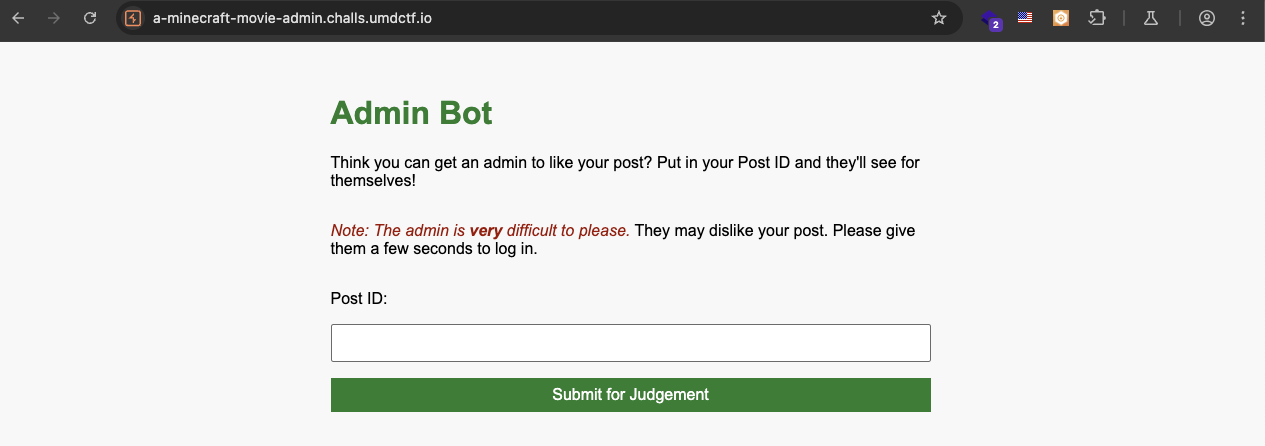 a-minecraft-movie-admin.challs.umdctf.io
2
Admin Bot
Think you can get an admin to like your post? Put in your Post ID and they'll see for
themselves!
Note: The admin is very difficult to please. They may dislike your post. Please give
them a few seconds to log in.
Post ID:
Submit for Judgement